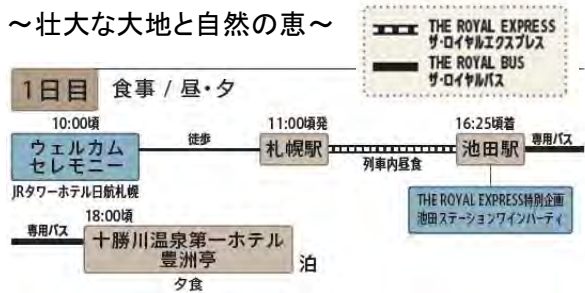 ～壮大な大地と自然の恵～
THE ROYAL EXPRESS
ザ・ロイヤルエクスプレス
THE ROYAL BUS
ザ・ロイヤルバス
1日目 食事 / 昼・夕
10:00頃
ウェルカム
セレモニー
JRタワーホテル日航札幌
徒歩
11:00頃発
札幌駅
列車内昼食
16:25頃着
池田駅
専用バス
THE ROYAL EXPRESS特別企画
池田ステーションワインパーティ
専用バス
18:00頃
十勝川温泉第一ホテル
豊洲亭
泊
夕食